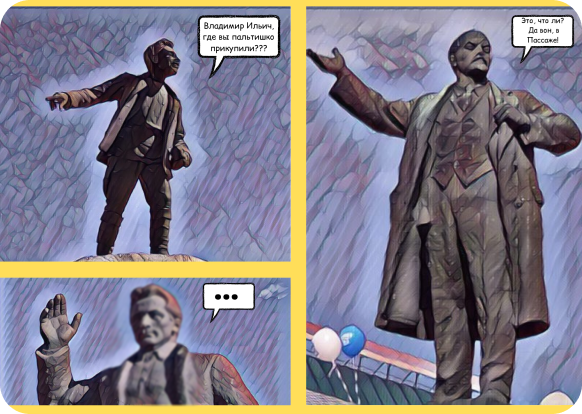 Владимир Ильич,
где вы пальтишко
прикупили???
Это, что ли?
Да вон, в
Пассаже!
...